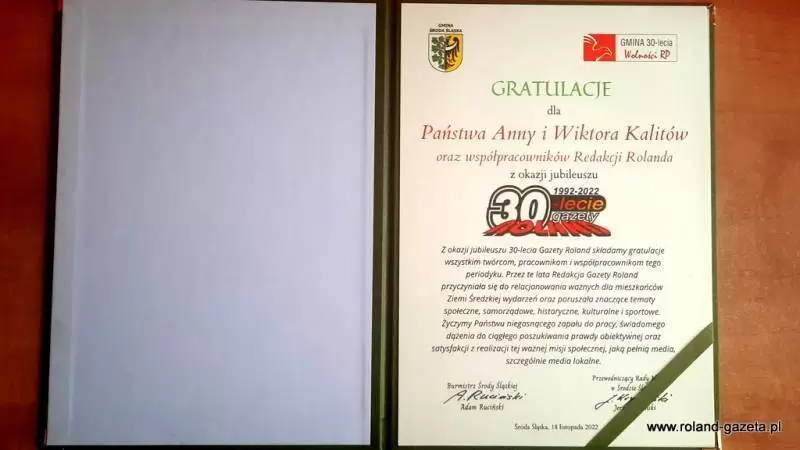 GMINA
ŚRODA ŚLĄSKA
GMINA 30-lecia
Wolności RP
GRATULACJE
dla
Państwa Anny i Wiktora Kalitów
oraz współpracowników Redakcji Rolanda
z okazji jubileuszu
1992-2022
30-lecie
gazety
ROLAND
Z okazji jubileuszu 30-lecia Gazety Roland składamy gratulacje
wszystkim twórcom, pracownikom i współpracownikom tego
periodyku. Przez te lata Redakcja Gazety Roland
przyczyniała się do relacjonowania ważnych dla mieszkańców
Ziemi Średzkiej wydarzeń oraz poruszała znaczące tematy
społeczne, samorządowe, historyczne, kulturalne i sportowe.
Życzymy Państwu niegasnącego zapału do pracy, świadomego
dążenia do ciągłego poszukiwania prawdy obiektywnej oraz
satysfakcji z realizacji tej ważnej misji społecznej, jaką pełnią media,
szczególnie media lokalne.
Burmistrz Środy Śląskiej
A. Ruciński
Adam Ruciński
Przewodniczący Rady
w Środzie
Środa Śląska, 18 listopada 2022
www.roland-gazeta.pl